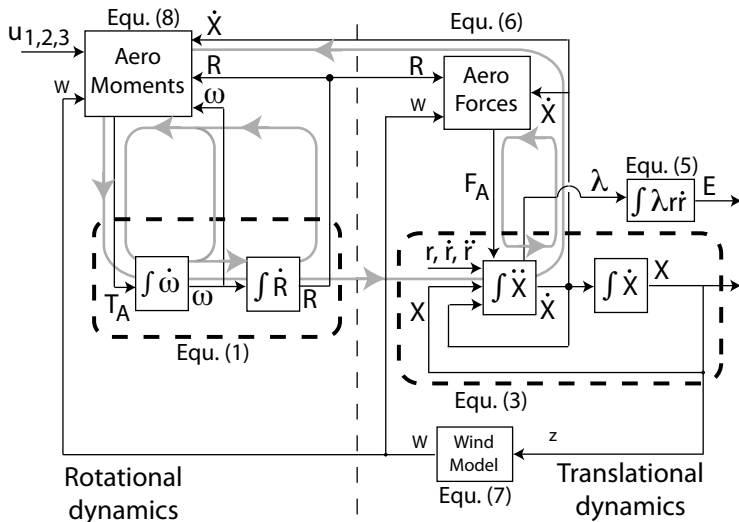 Equ. (8)
Equ. (6)
u1,2,3
Ẋ
Aero
Moments
R
R
Aero
Forces
w
ω
w
Ẋ
FA
λ
Equ. (5)
∫ λrṙ
E
r, ṙ, r̈
∫ ω̇
∫ Ṙ
∫ Ẍ
∫ Ẋ
X
TA
ω
R
X
Ẋ
Equ. (1)
Equ. (3)
w
Wind
Model
z
Equ. (7)
Rotational
dynamics
Translational
dynamics